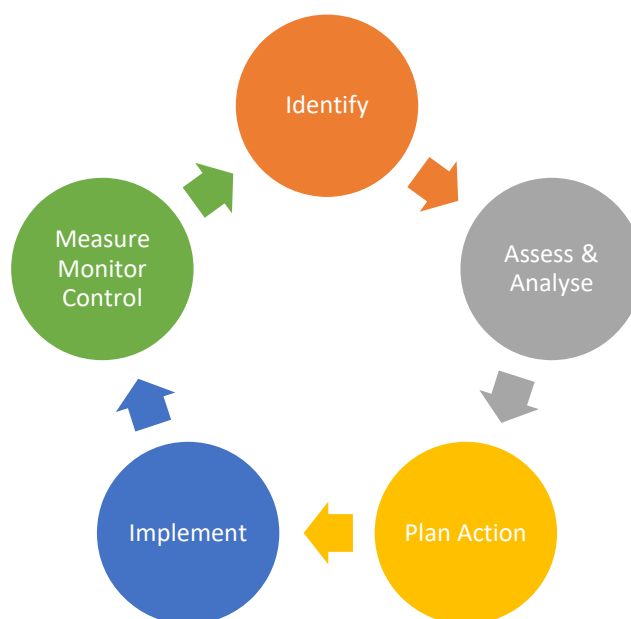 Identify
Assess &
Analyse
Plan Action
Implement
Measure
Monitor
Control